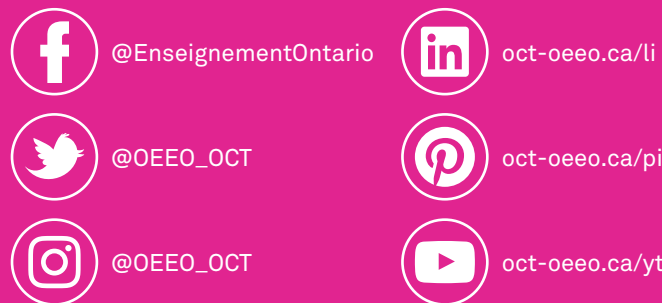 @EnseignementOntario
oct-oeeo.ca/li
@OEEO_OCT
oct-oeeo.ca/pi
@OEEO_OCT
oct-oeeo.ca/yt